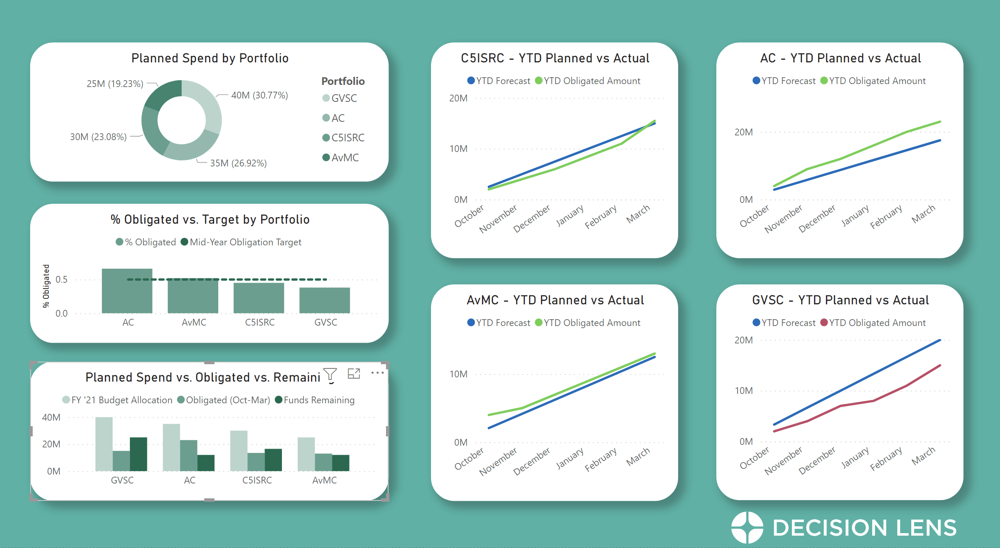 Planned Spend by Portfolio
25M (19.23%)
40M (30.77%)
30M (23.08%)
35M (26.92%)
Portfolio
GVSC
AC
C5ISRC
AvMC
% Obligated vs. Target by Portfolio
% Obligated Mid-Year Obligation Target
% Obligated
0.5
0.0
AC AvMC C5ISRC GVSC
Planned Spend vs. Obligated vs. Remaini
FY '21 Budget Allocation Obligated (Oct-Mar) Funds Remaining
40M
20M
0M
GVSC AC C5ISRC AvMC
C5ISRC - YTD Planned vs Actual
YTD Forecast YTD Obligated Amount
20M
10M
0M
October November December January February March
AC - YTD Planned vs Actual
YTD Forecast YTD Obligated Amount
20M
0M
October November December January February March
AvMC - YTD Planned vs Actual
YTD Forecast YTD Obligated Amount
10M
0M
October November December January February March
GVSC - YTD Planned vs Actual
YTD Forecast YTD Obligated Amount
20M
10M
0M
October November December January February March
DECISION LENS